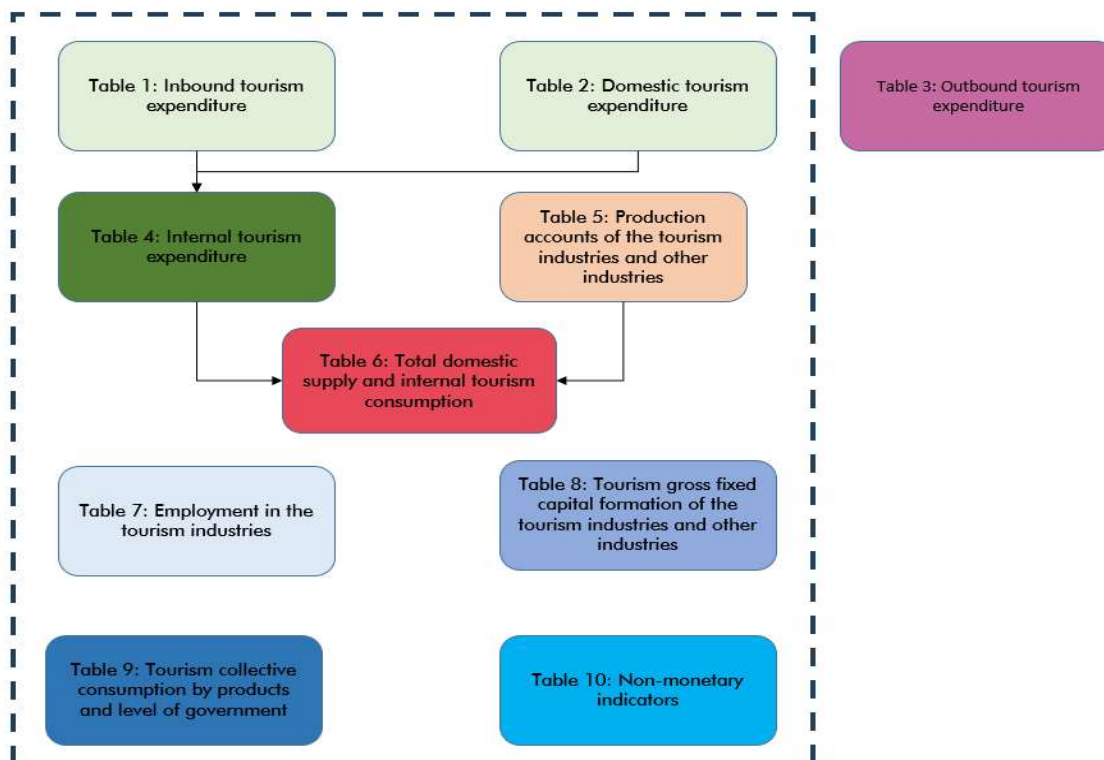 Table 1: Inbound tourism
expenditure
Table 2: Domestic tourism
expenditure
Table 3: Outbound tourism
expenditure
Table 4: Internal tourism
expenditure
Table 5: Production
accounts of the tourism
industries and other
industries
Table 6: Total domestic
supply and internal tourism
consumption
Table 7: Employment in the
tourism industries
Table 8: Tourism gross fixed
capital formation of the
tourism industries and other
industries
Table 9: Tourism collective
consumption by products
and level of government
Table 10: Non-monetary
indicators